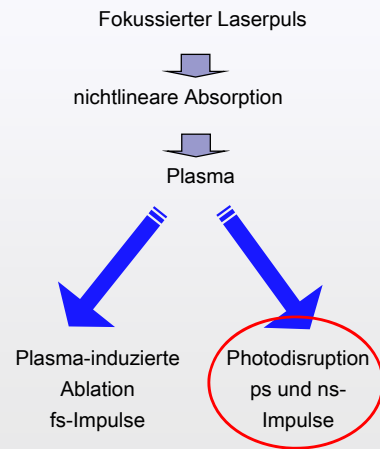 Fokussierter Laserpuls
nichtlineare Absorption
Plasma
Plasma-induzierte
Ablation
fs-Impulse
Photodisruption
ps und ns-
Impulse